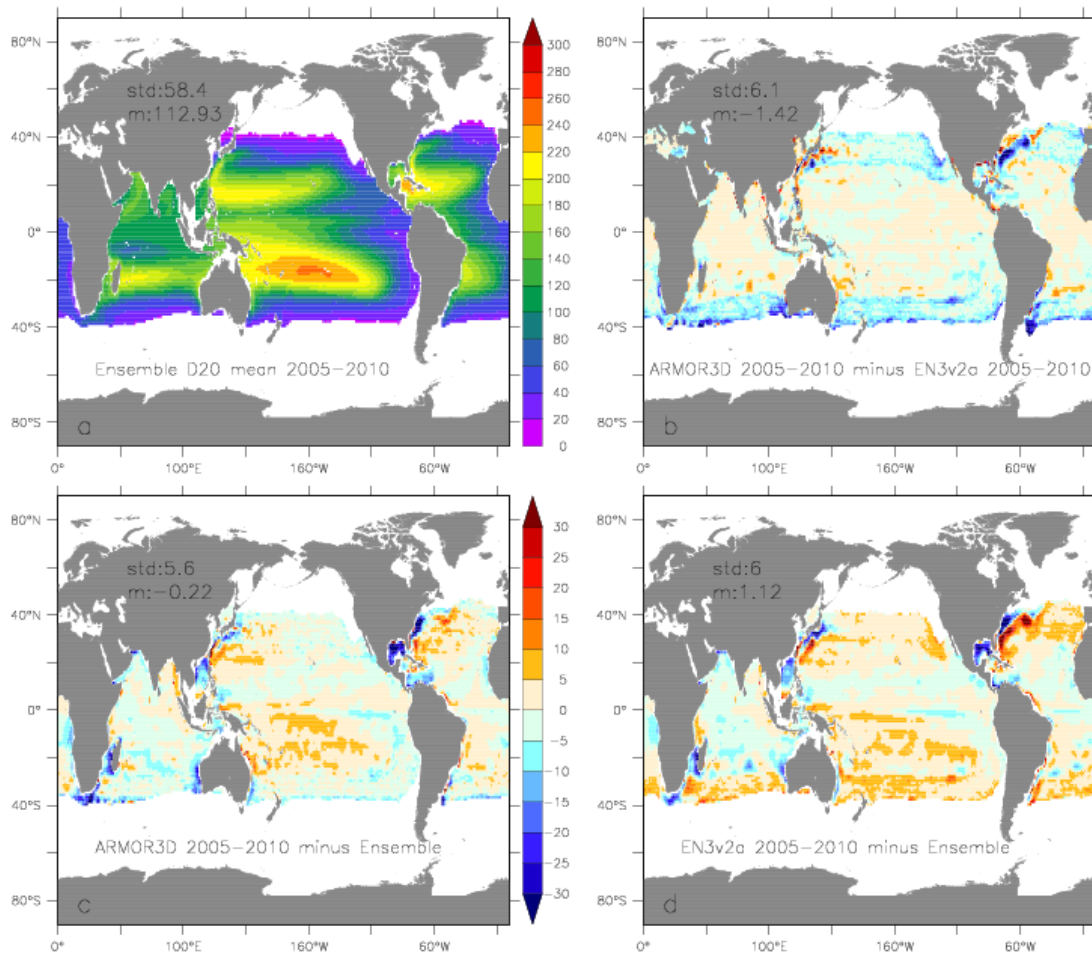 80°N
40°N
0°
40°S
80°S
std:58.4
m:112.93
Ensemble D20 mean 2005-2010
a
0° 100°E 160°W 60°W
300
280
260
240
220
200
180
160
140
120
100
80
60
40
20
0
80°N
40°N
0°
40°S
80°S
std:6.1
m:-1.42
ARMOR3D 2005-2010 minus EN3v2a 2005-2010
b
0° 100°E 160°W 60°W
80°N
40°N
0°
40°S
80°S
std:5.6
m:-0.22
ARMOR3D 2005-2010 minus Ensemble
c
0° 100°E 160°W 60°W
30
25
20
15
10
5
0
-5
-10
-15
-20
-25
-30
80°N
40°N
0°
40°S
80°S
std:6
m:1.12
EN3v2a 2005-2010 minus Ensemble
d
0° 100°E 160°W 60°W